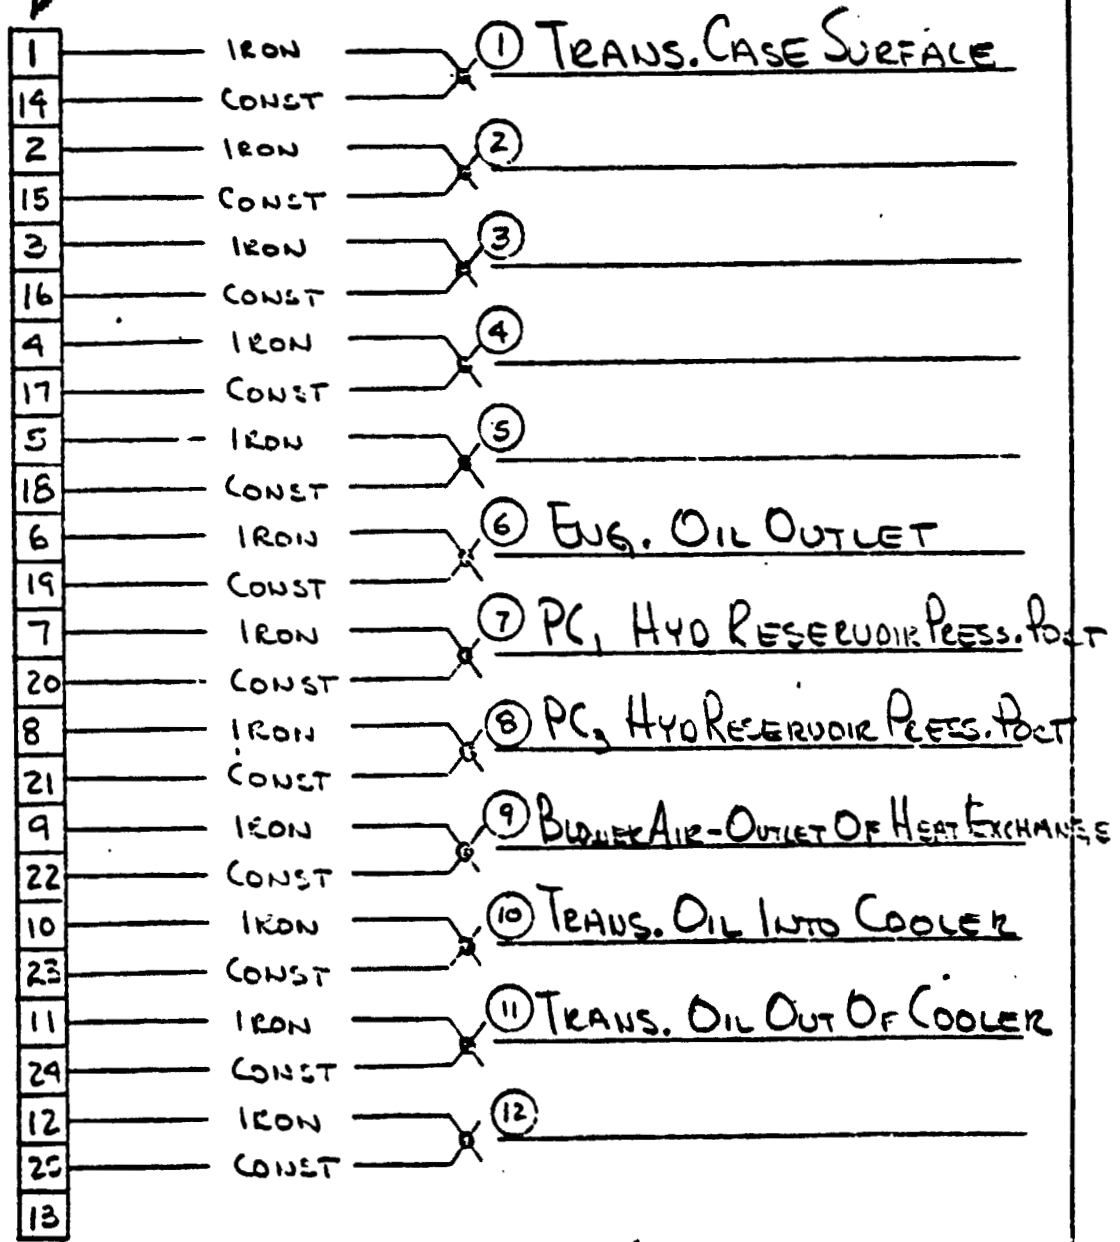 1 IRON ① TRANS. CASE SURFACE
14 CONST
2 IRON ②
15 CONST
3 IRON ③
16 CONST
4 IRON ④
17 CONST
5 IRON ⑤
18 CONST
6 IRON ⑥ ENG. OIL OUTLET
19 CONST
7 IRON ⑦ PC, HYD RESERVOIR PRESS. PORT
20 CONST
8 IRON ⑧ PC, HYD RESERVOIR PRESS. PORT
21 CONST
9 IRON ⑨ BLOWER AIR-OUTLET OF HEAT EXCHANGE
22 CONST
10 IRON ⑩ TRANS. OIL INTO COOLER
23 CONST
11 IRON ⑪ TRANS. OIL OUT OF COOLER
24 CONST
12 IRON ⑫
25 CONST
13